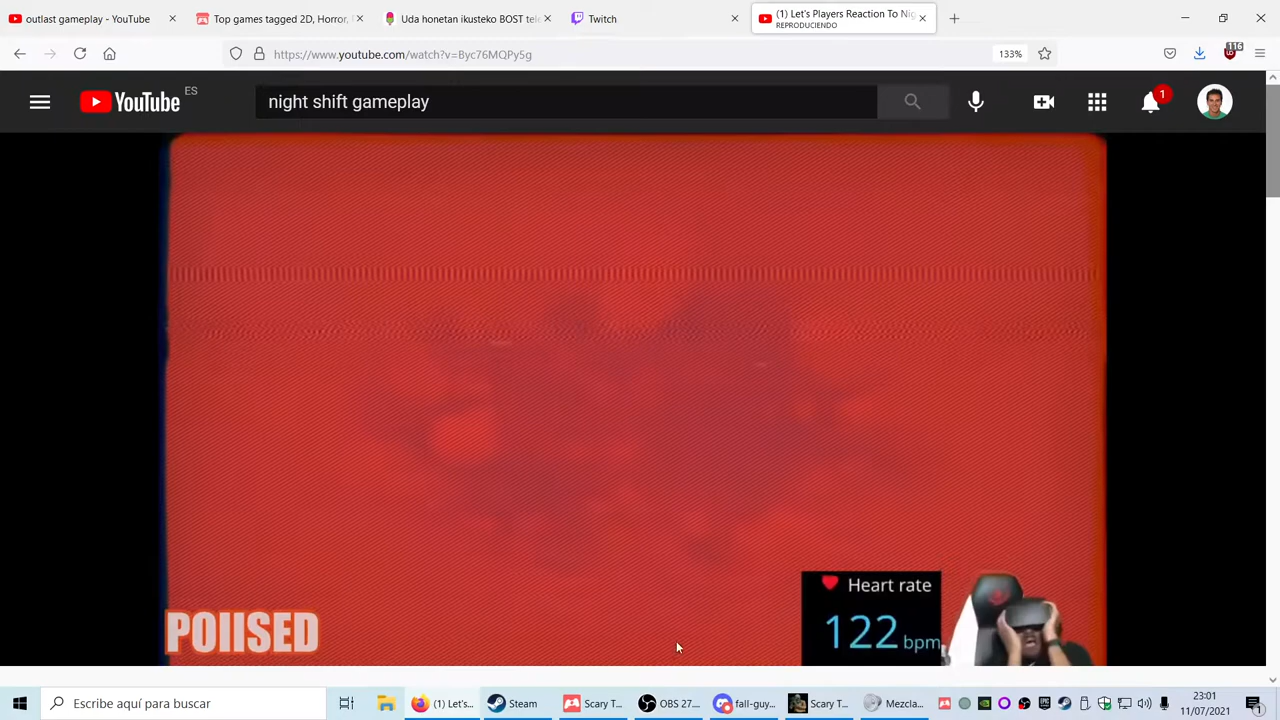 outlast gameplay - YouTube
Top games tagged 2D, Horror,
Uda honetan ikusteko BOST tele
Twitch
(1) Let's Players Reaction To Nig
REPRODUCIENDO
https://www.youtube.com/watch?v=Byc76MQPy5g
133%
116
YouTube ES
night shift gameplay
1
Heart rate
122 bpm
POIISED
Escribe aquí para buscar
(1) Let's...
Steam
Scary T...
OBS 27...
fall-guy...
Scary T...
Mezcla...
23:01
11/07/2021
1